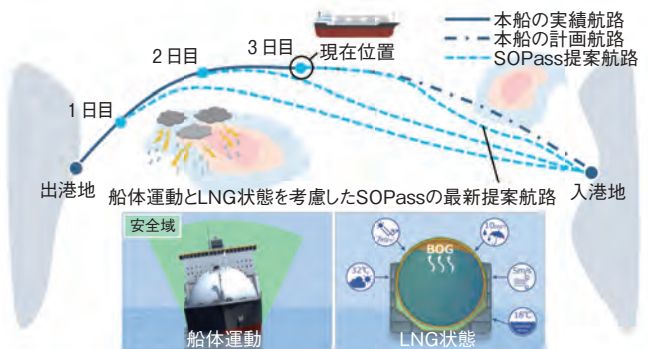 本船の実績航路
本船の計画航路
SOPass提案航路
3日目
現在位置
2日目
1日目
出港地
入港地
船体運動とLNG状態を考慮したSOPassの最新提案航路
安全域
船体運動
BOG
32℃
5m/s
18℃
LNG状態